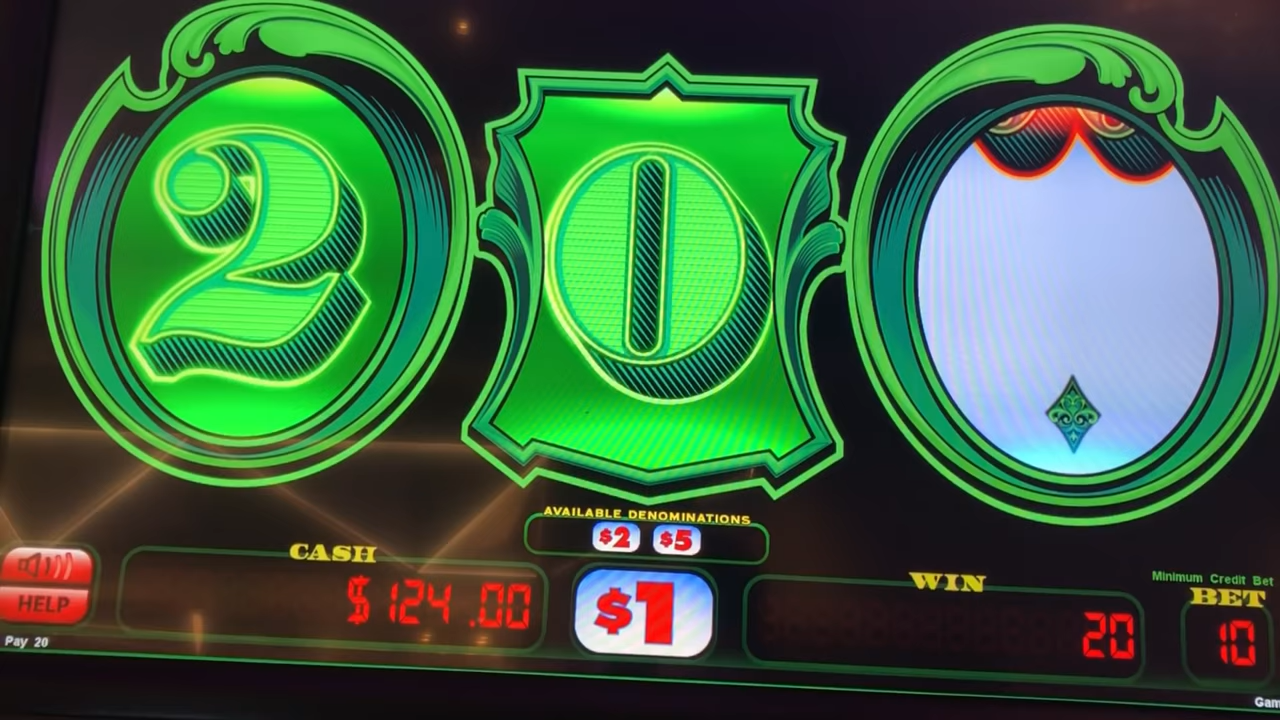 2 0
AVAILABLE DENOMINATIONS
$2 $5
CASH
$124.00
$1
WIN
20
Minimum Credit Bet
BET
10
HELP
Pay 20